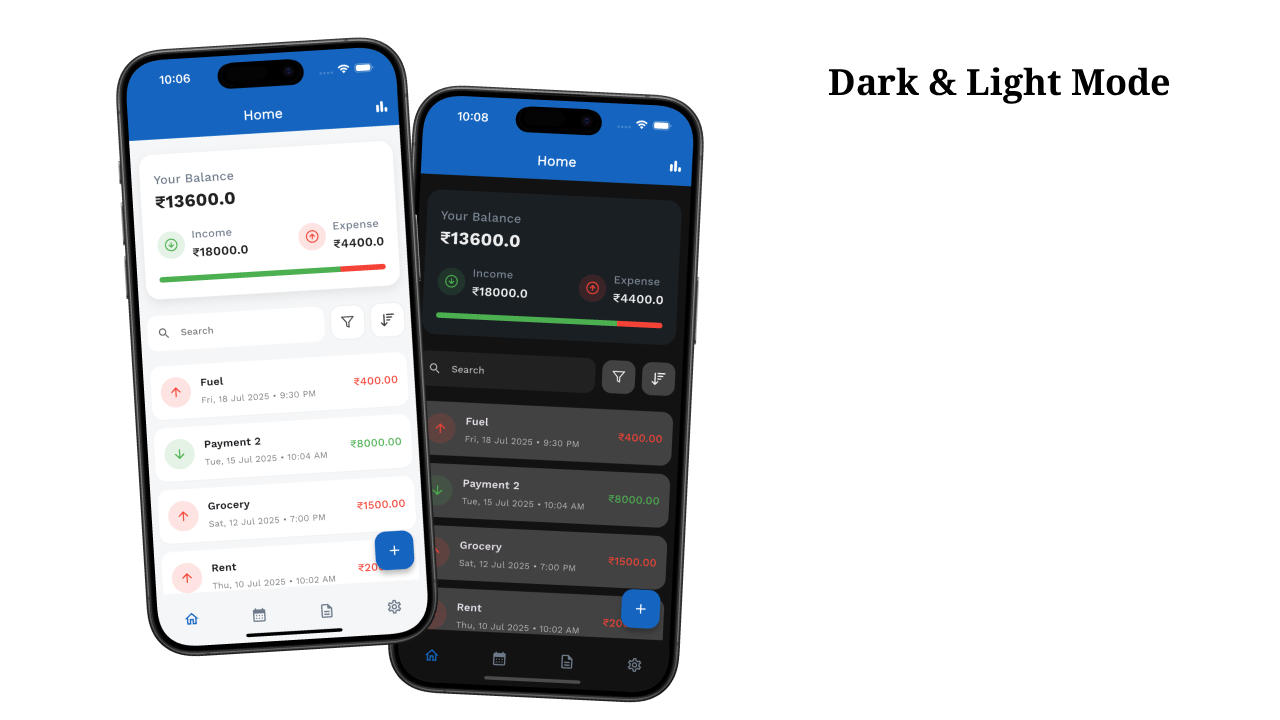 Dark & Light Mode
10:06
Home
Your Balance
₹13600.0
Income
₹18000.0
Expense
₹4400.0
Search
Fuel
Fri, 18 Jul 2025 • 9:30 PM
₹400.00
Payment 2
Tue, 15 Jul 2025 • 10:04 AM
₹8000.00
Grocery
Sat, 12 Jul 2025 • 7:00 PM
₹1500.00
Rent
Thu, 10 Jul 2025 • 10:02 AM
10:08
Home
Your Balance
₹13600.0
Income
₹18000.0
Expense
₹4400.0
Search
Fuel
Fri, 18 Jul 2025 • 9:30 PM
₹400.00
Payment 2
Tue, 15 Jul 2025 • 10:04 AM
₹8000.00
Grocery
Sat, 12 Jul 2025 • 7:00 PM
₹1500.00
Rent
Thu, 10 Jul 2025 • 10:02 AM